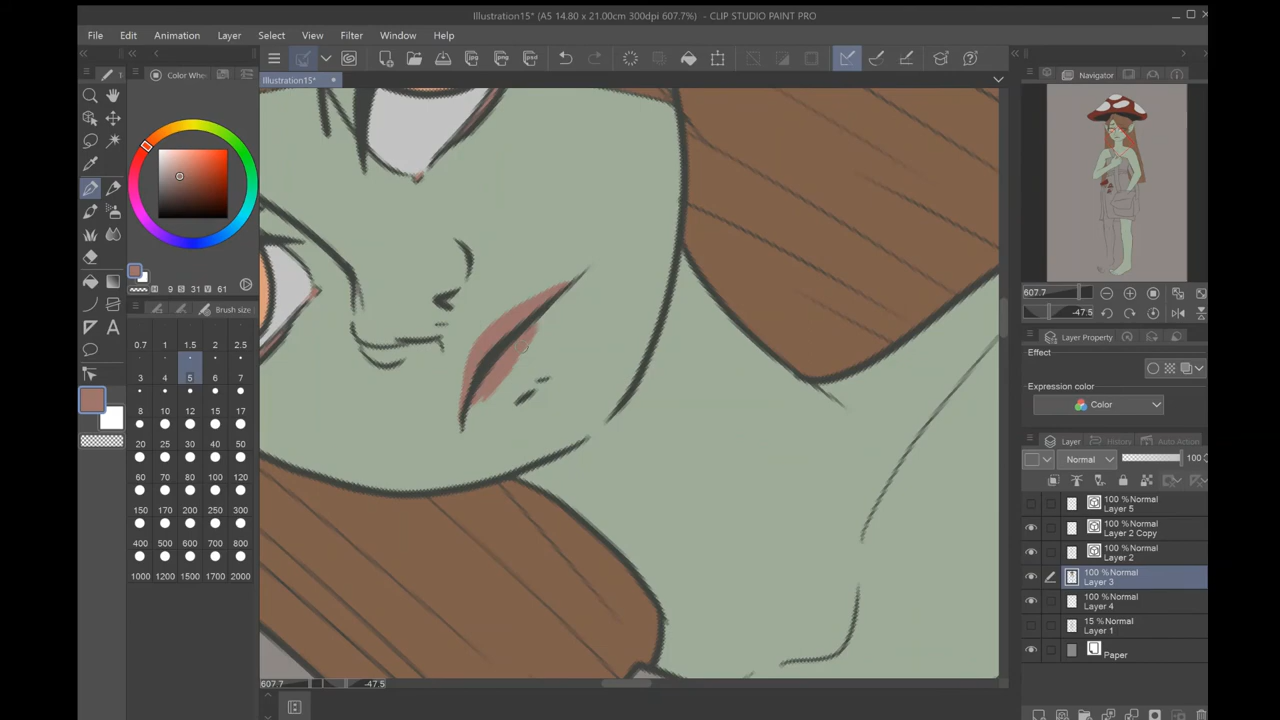 Illustration15* (A5 14.80 x 21.00cm 300dpi 607.7%) - CLIP STUDIO PAINT PRO
File Edit Animation Layer Select View Filter Window Help
Color Whe
Illustration15*
Navigator
H 9 S 31 V 61
Brush size
0.7 1 1.5 2 2.5
3 4 5 6 7
8 10 12 15 17
20 25 30 40 50
60 70 80 100 120
150 170 200 250 300
400 500 600 700 800
1000 1200 1500 1700 2000
607.7
-47.5
Layer Property
Effect
Expression color
Color
Layer History Auto Action
Normal 100
100 %Normal
Layer 5
100 %Normal
Layer 2 Copy
100 %Normal
Layer 2
100 %Normal
Layer 3
100 %Normal
Layer 4
15 %Normal
Layer 1
Paper
607.7 -47.5